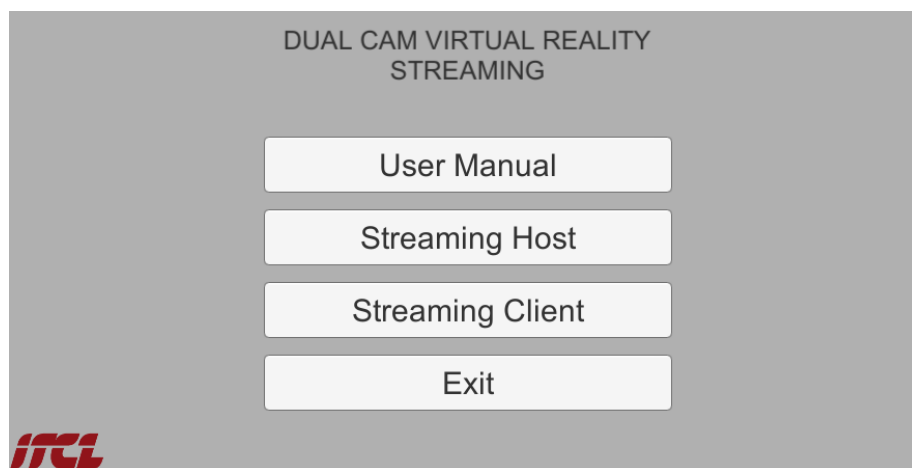 DUAL CAM VIRTUAL REALITY
STREAMING
User Manual
Streaming Host
Streaming Client
Exit
ITCL